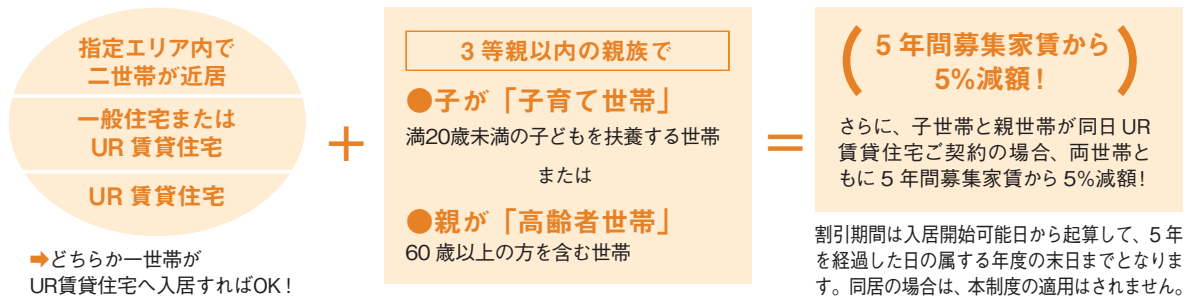 指定エリア内で
二世帯が近居
一般住宅または
UR 賃貸住宅
UR 賃貸住宅
➡どちらか一世帯が
UR賃貸住宅へ入居すればOK！
＋
3 等親以内の親族で
●子が「子育て世帯」
満20歳未満の子どもを扶養する世帯
または
●親が「高齢者世帯」
60 歳以上の方を含む世帯
＝
（5 年間募集家賃から
5%減額！）
さらに、子世帯と親世帯が同日 UR
賃貸住宅ご契約の場合、両世帯と
もに 5 年間募集家賃から 5%減額！
割引期間は入居開始可能日から起算して、5 年
を経過した日の属する年度の末日までとなりま
す。同居の場合は、本制度の適用はされません。